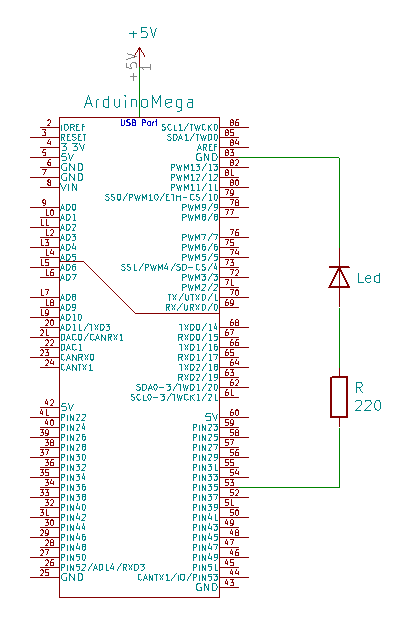 +5V
+5V
1
ArduinoMega
USB Port
2 IOREF SCL1/TWCK0 86
3 RESET SDA1/TWD0 85
4 3.3V AREF 84
5 5V GND 83
6 GND PWM13/13 82
7 GND PWM12/12 81
8 VIN PWM11/11 80
SS0/PWM10/ETH-CS/10 79
9 AD0 PWM9/9 78
10 AD1 PWM8/8 77
11 AD2
12 AD3 PWM7/7 76
13 AD4 PWM6/6 75
14 AD5 PWM5/5 74
15 AD6 SS1/PWM4/SD-CS/4 73
16 AD7 PWM3/3 72
PWM2/2 71
17 AD8 TX/UTXD/1 70
18 AD9 RX/URXD/0 69
19 AD10
20 AD11/TXD3 TXD0/14 68
21 DAC0/CANRX1 RXD0/15 67
22 DAC1 TXD1/16 66
23 CANRX0 RXD1/17 65
24 CANTX1 TXD2/18 64
RXD2/19 63
SDA0-3/TWD1/20 62
SCL0-3/TWCK1/21 61
42 5V
41 PIN22 5V 60
40 PIN24 PIN23 59
39 PIN26 PIN25 58
38 PIN28 PIN27 57
37 PIN30 PIN29 56
36 PIN32 PIN31 55
35 PIN34 PIN33 54
34 PIN36 PIN35 53
33 PIN38 PIN37 52
32 PIN40 PIN39 51
31 PIN42 PIN41 50
30 PIN44 PIN43 49
29 PIN46 PIN45 48
28 PIN48 PIN47 47
27 PIN50 PIN49 46
26 PIN52/AD14/RXD3 PIN51 45
25 GND CANTX1/IO/PIN53 44
GND 43
Led
R
220